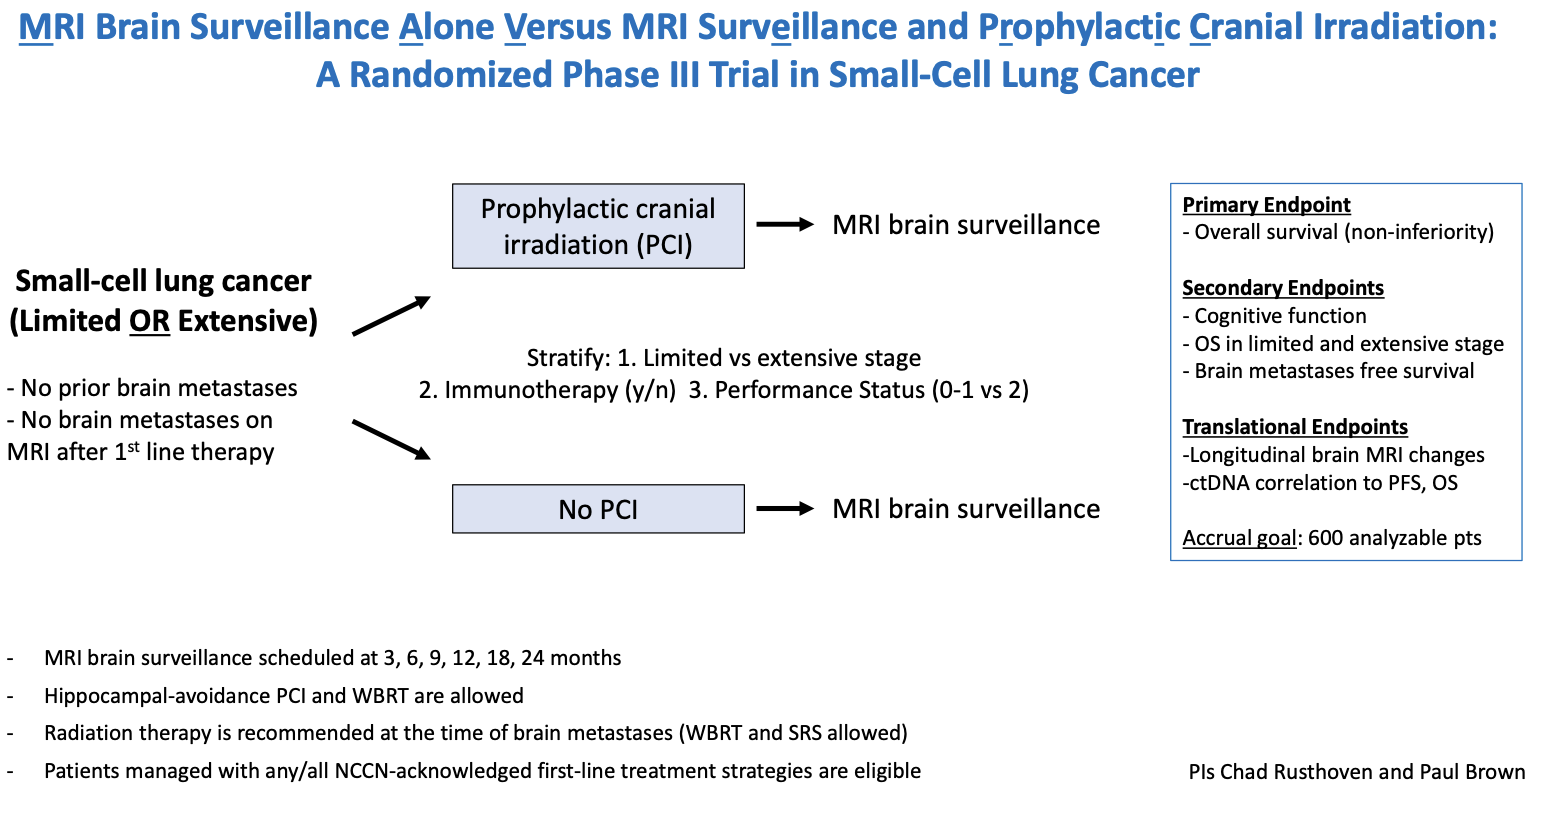 MRI Brain Surveillance Alone Versus MRI Surveillance and Prophylactic Cranial Irradiation:
A Randomized Phase III Trial in Small-Cell Lung Cancer
Small-cell lung cancer
(Limited OR Extensive)
- No prior brain metastases
- No brain metastases on
MRI after 1st line therapy
Prophylactic cranial
irradiation (PCI)
MRI brain surveillance
Stratify: 1. Limited vs extensive stage
2. Immunotherapy (y/n) 3. Performance Status (0-1 vs 2)
No PCI
MRI brain surveillance
Primary Endpoint
- Overall survival (non-inferiority)
Secondary Endpoints
- Cognitive function
- OS in limited and extensive stage
- Brain metastases free survival
Translational Endpoints
-Longitudinal brain MRI changes
-ctDNA correlation to PFS, OS
Accrual goal: 600 analyzable pts
- MRI brain surveillance scheduled at 3, 6, 9, 12, 18, 24 months
- Hippocampal-avoidance PCI and WBRT are allowed
- Radiation therapy is recommended at the time of brain metastases (WBRT and SRS allowed)
- Patients managed with any/all NCCN-acknowledged first-line treatment strategies are eligible
PIs Chad Rusthoven and Paul Brown